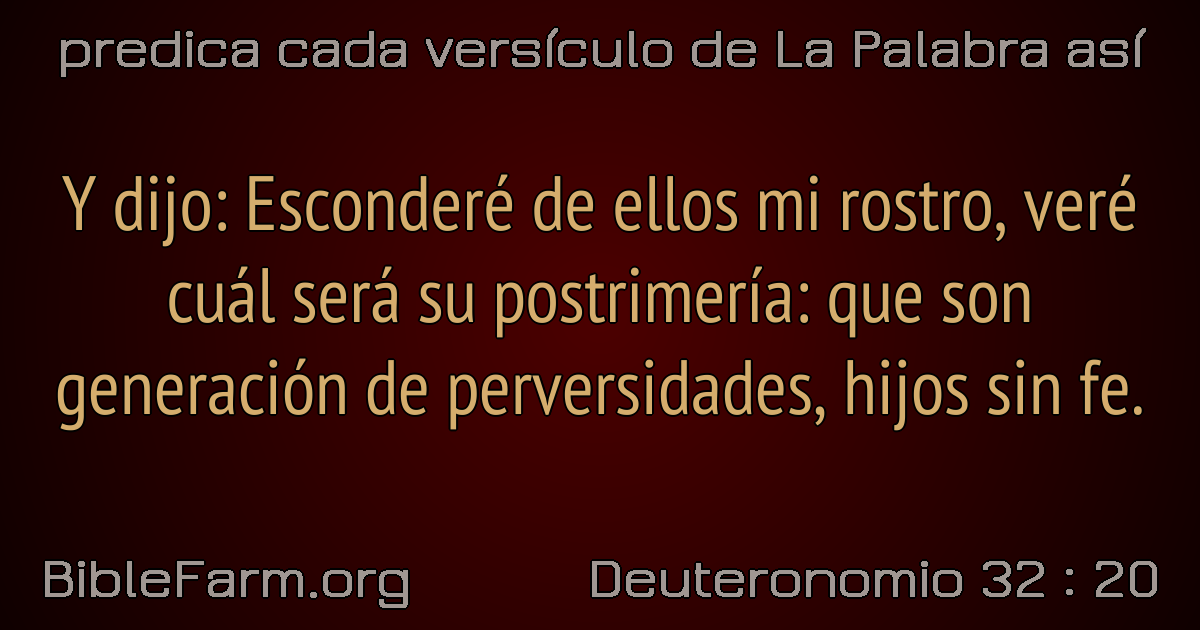 predica cada versículo de La Palabra así
Y dijo: Esconderé de ellos mi rostro, veré
cuál será su postrimería: que son
generación de perversidades, hijos sin fe.
BibleFarm.org
Deuteronomio 32 : 20